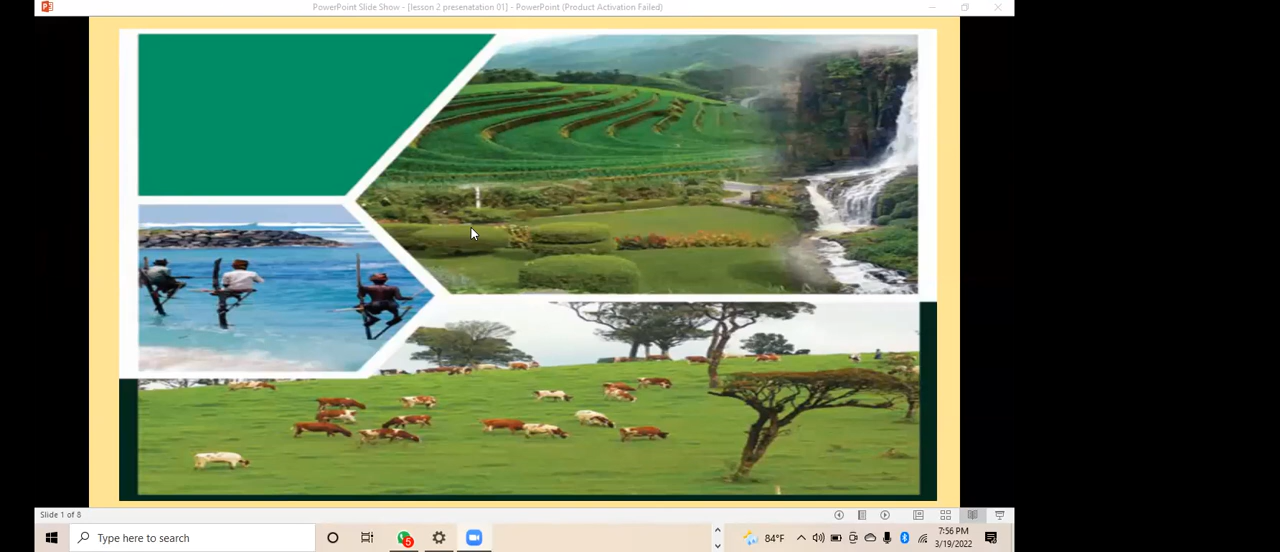 PowerPoint Slide Show - [lesson 2 presenatation 01] - PowerPoint (Product Activation Failed)
Slide 1 of 8
Type here to search
5
84°F
7:56 PM
3/19/2022